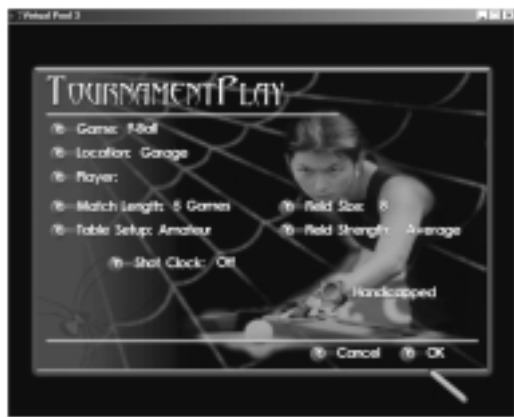 Virtual Pool 3
TOURNAMENTPLAY
Game: 9-Ball
Location: Garage
Player:
Match Length: 5 Games
Field Size: 8
Table Setup: Amateur
Field Strength: Average
Shot Clock: Off
Handicapped
Cancel
OK